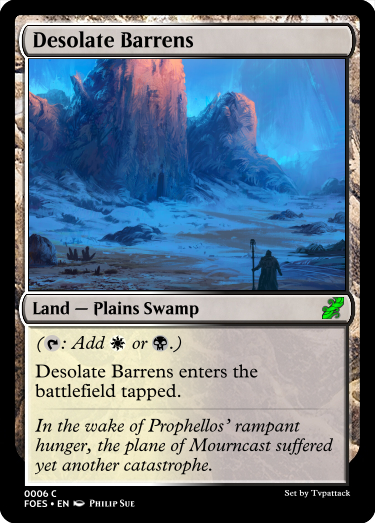 Desolate Barrens
Land — Plains Swamp
(: Add or .)
Desolate Barrens enters the
battlefield tapped.
In the wake of Prophellos' rampant
hunger, the plane of Mourncast suffered
yet another catastrophe.
0006 C
FOES • EN Philip Sue
Set by Tvpattack